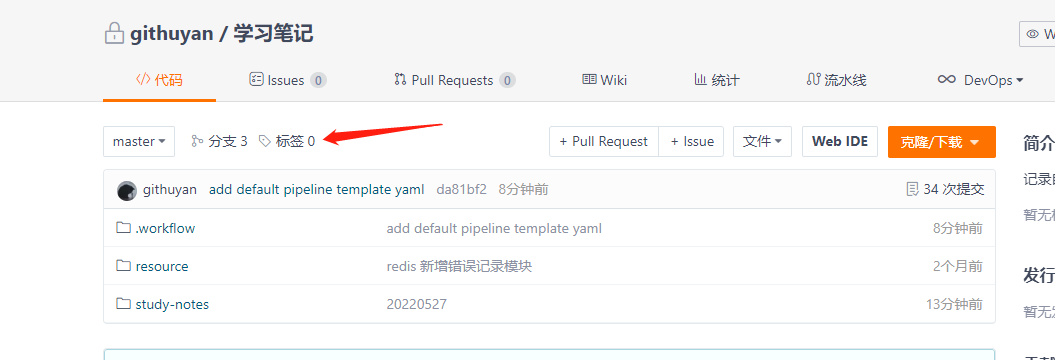 githuyan / 学习笔记
代码 Issues 0 Pull Requests 0 Wiki 统计 流水线 DevOps
master 分支 3 标签 0 + Pull Request + Issue 文件 Web IDE 克隆/下载
简介
githuyan add default pipeline template yaml da81bf2 8分钟前 34 次提交
记录
.workflow add default pipeline template yaml 8分钟前
暂无
resource redis 新增错误记录模块 2个月前
发行
study-notes 20220527 13分钟前
暂无